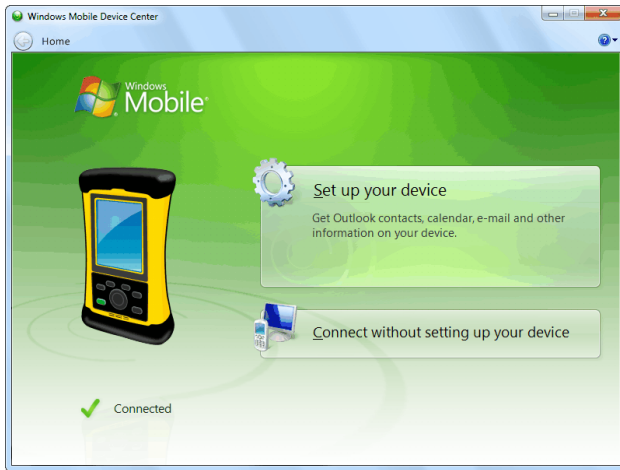 Windows Mobile Device Center
Home
Windows
Mobile
Set up your device
Get Outlook contacts, calendar, e-mail and other
information on your device.
Connect without setting up your device
Connected